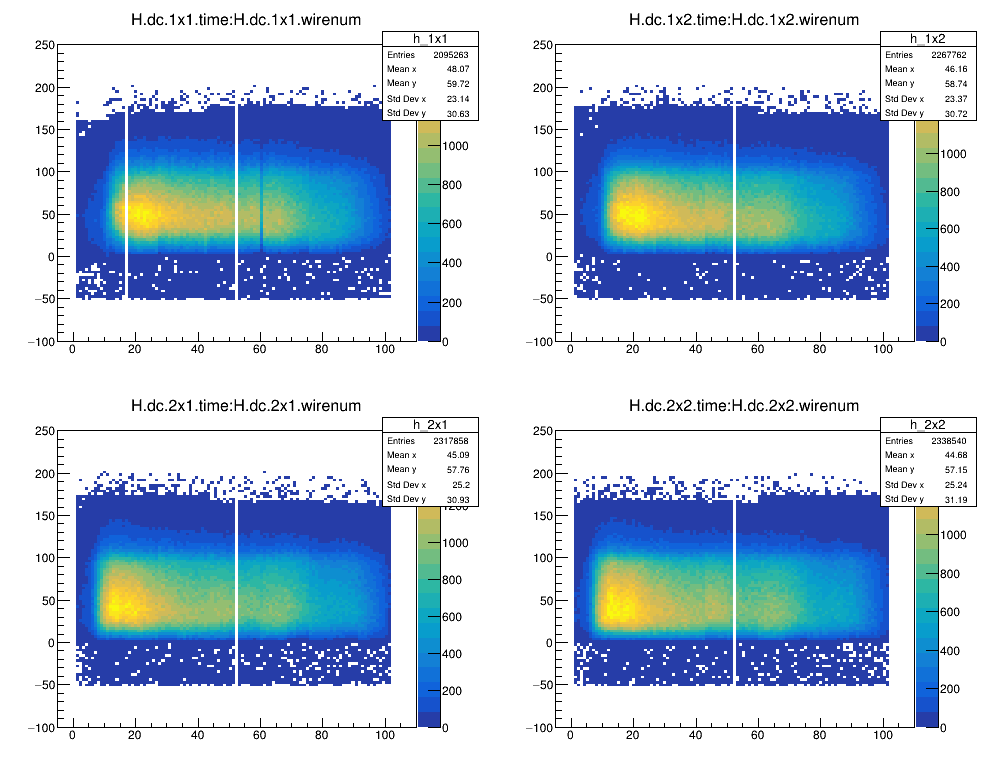 H.dc.1x1.time:H.dc.1x1.wirenum
h_1x1
Entries 2095263
Mean x 48.07
Mean y 59.72
Std Dev x 23.14
Std Dev y 30.63
250
200
150
100
50
0
−50
−100
0 20 40 60 80 100
1000
800
600
400
200
0
H.dc.1x2.time:H.dc.1x2.wirenum
h_1x2
Entries 2267762
Mean x 46.16
Mean y 58.74
Std Dev x 23.37
Std Dev y 30.72
250
200
150
100
50
0
−50
−100
0 20 40 60 80 100
1000
800
600
400
200
0
H.dc.2x1.time:H.dc.2x1.wirenum
h_2x1
Entries 2317858
Mean x 45.09
Mean y 57.76
Std Dev x 25.2
Std Dev y 30.93
250
200
150
100
50
0
−50
−100
0 20 40 60 80 100
1200
1000
800
600
400
200
0
H.dc.2x2.time:H.dc.2x2.wirenum
h_2x2
Entries 2338540
Mean x 44.68
Mean y 57.15
Std Dev x 25.24
Std Dev y 31.19
250
200
150
100
50
0
−50
−100
0 20 40 60 80 100
1000
800
600
400
200
0